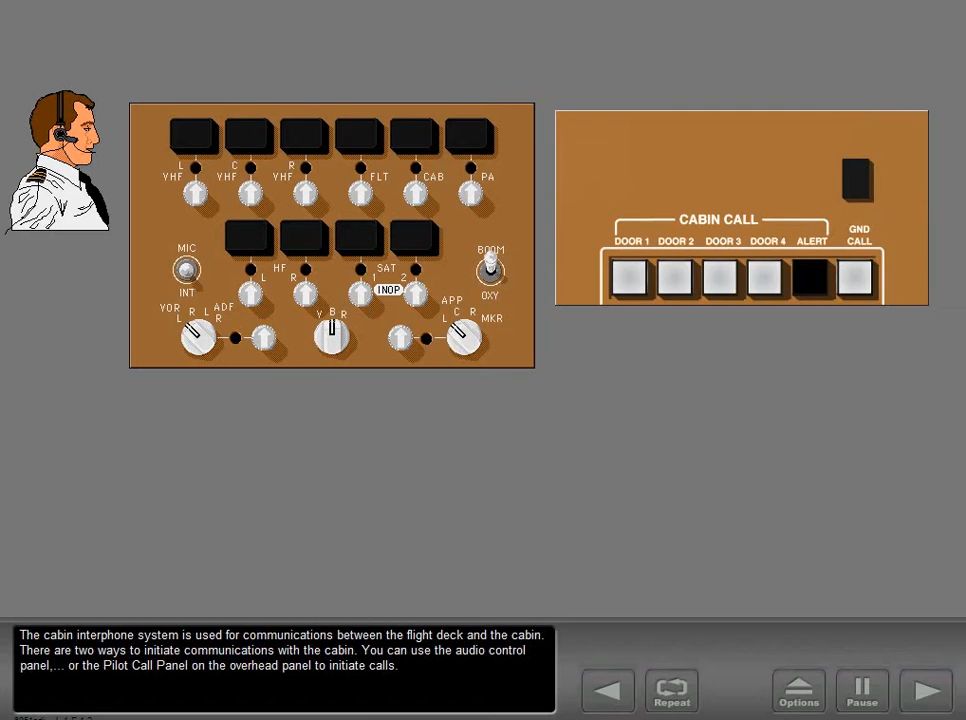 L C R
VHF VHF VHF FLT CAB PA
MIC
INT
L HF R
SAT
1 2
INOP
BOOM
OXY
VOR ADF
L R L R
V B R
APP
L C R MKR
CABIN CALL
DOOR 1 DOOR 2 DOOR 3 DOOR 4 ALERT
GND
CALL
The cabin interphone system is used for communications between the flight deck and the cabin.
There are two ways to initiate communications with the cabin. You can use the audio control
panel,... or the Pilot Call Panel on the overhead panel to initiate calls.
Repeat Options Pause